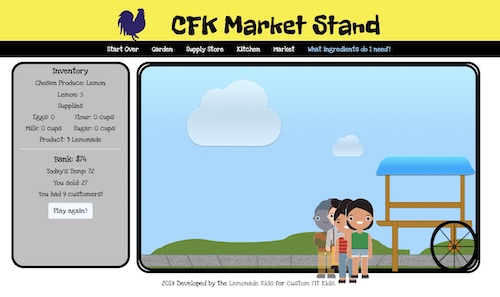 CFK Market Stand
Start Over Garden Supply Store Kitchen Market What ingredients do I need?
Inventory
Chosen Produce: Lemon
Lemon: 3
Supplies
Eggs: 0 Flour: 0 cups
Milk: 0 cups Sugar: 0 cups
Product: 3 Lemonade
Bank: $74
Today's Temp: 72
You Sold: 27
You had 9 customers!
Play again?
2019 Developed by the Lemonade Kids for Custom Fit Kids.